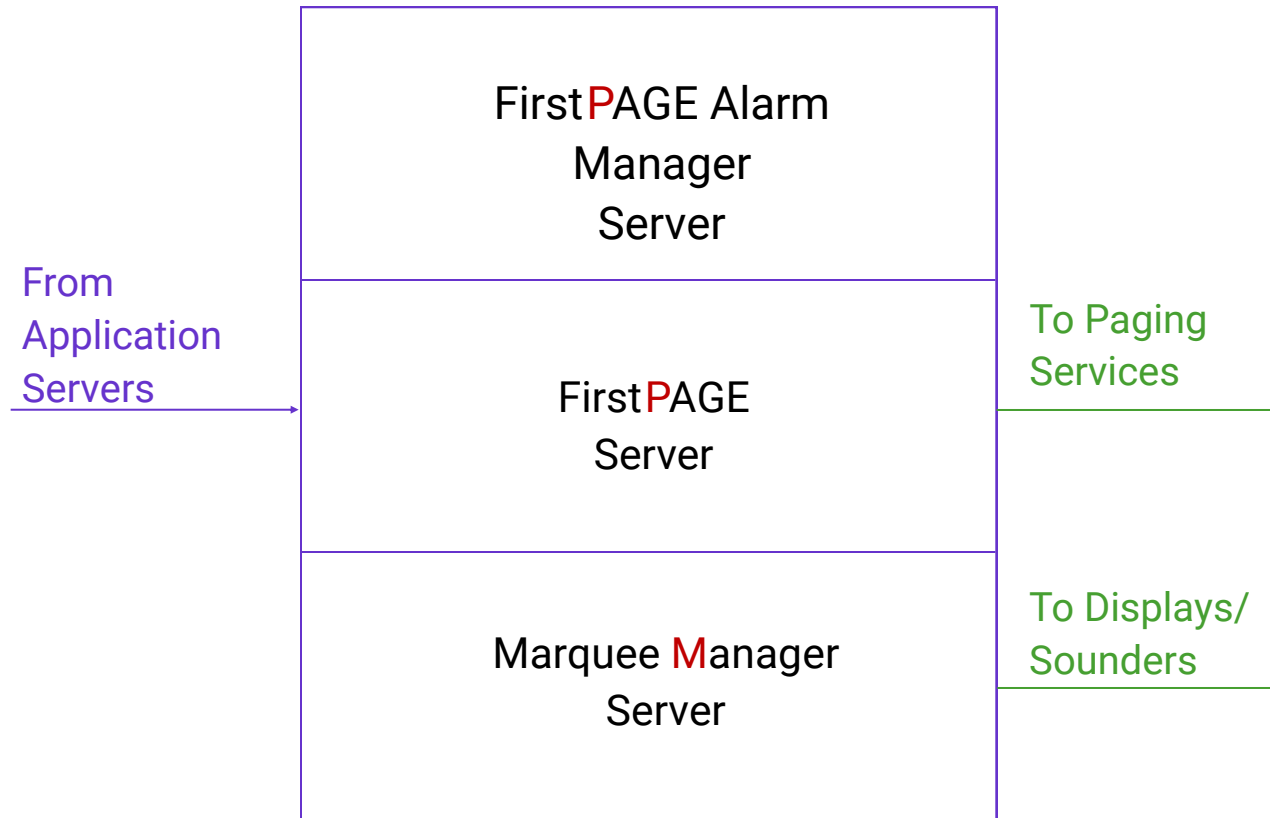 FirstPAGE Alarm
Manager
Server
From
Application
Servers
FirstPAGE
Server
To Paging
Services
Marquee Manager
Server
To Displays/
Sounders